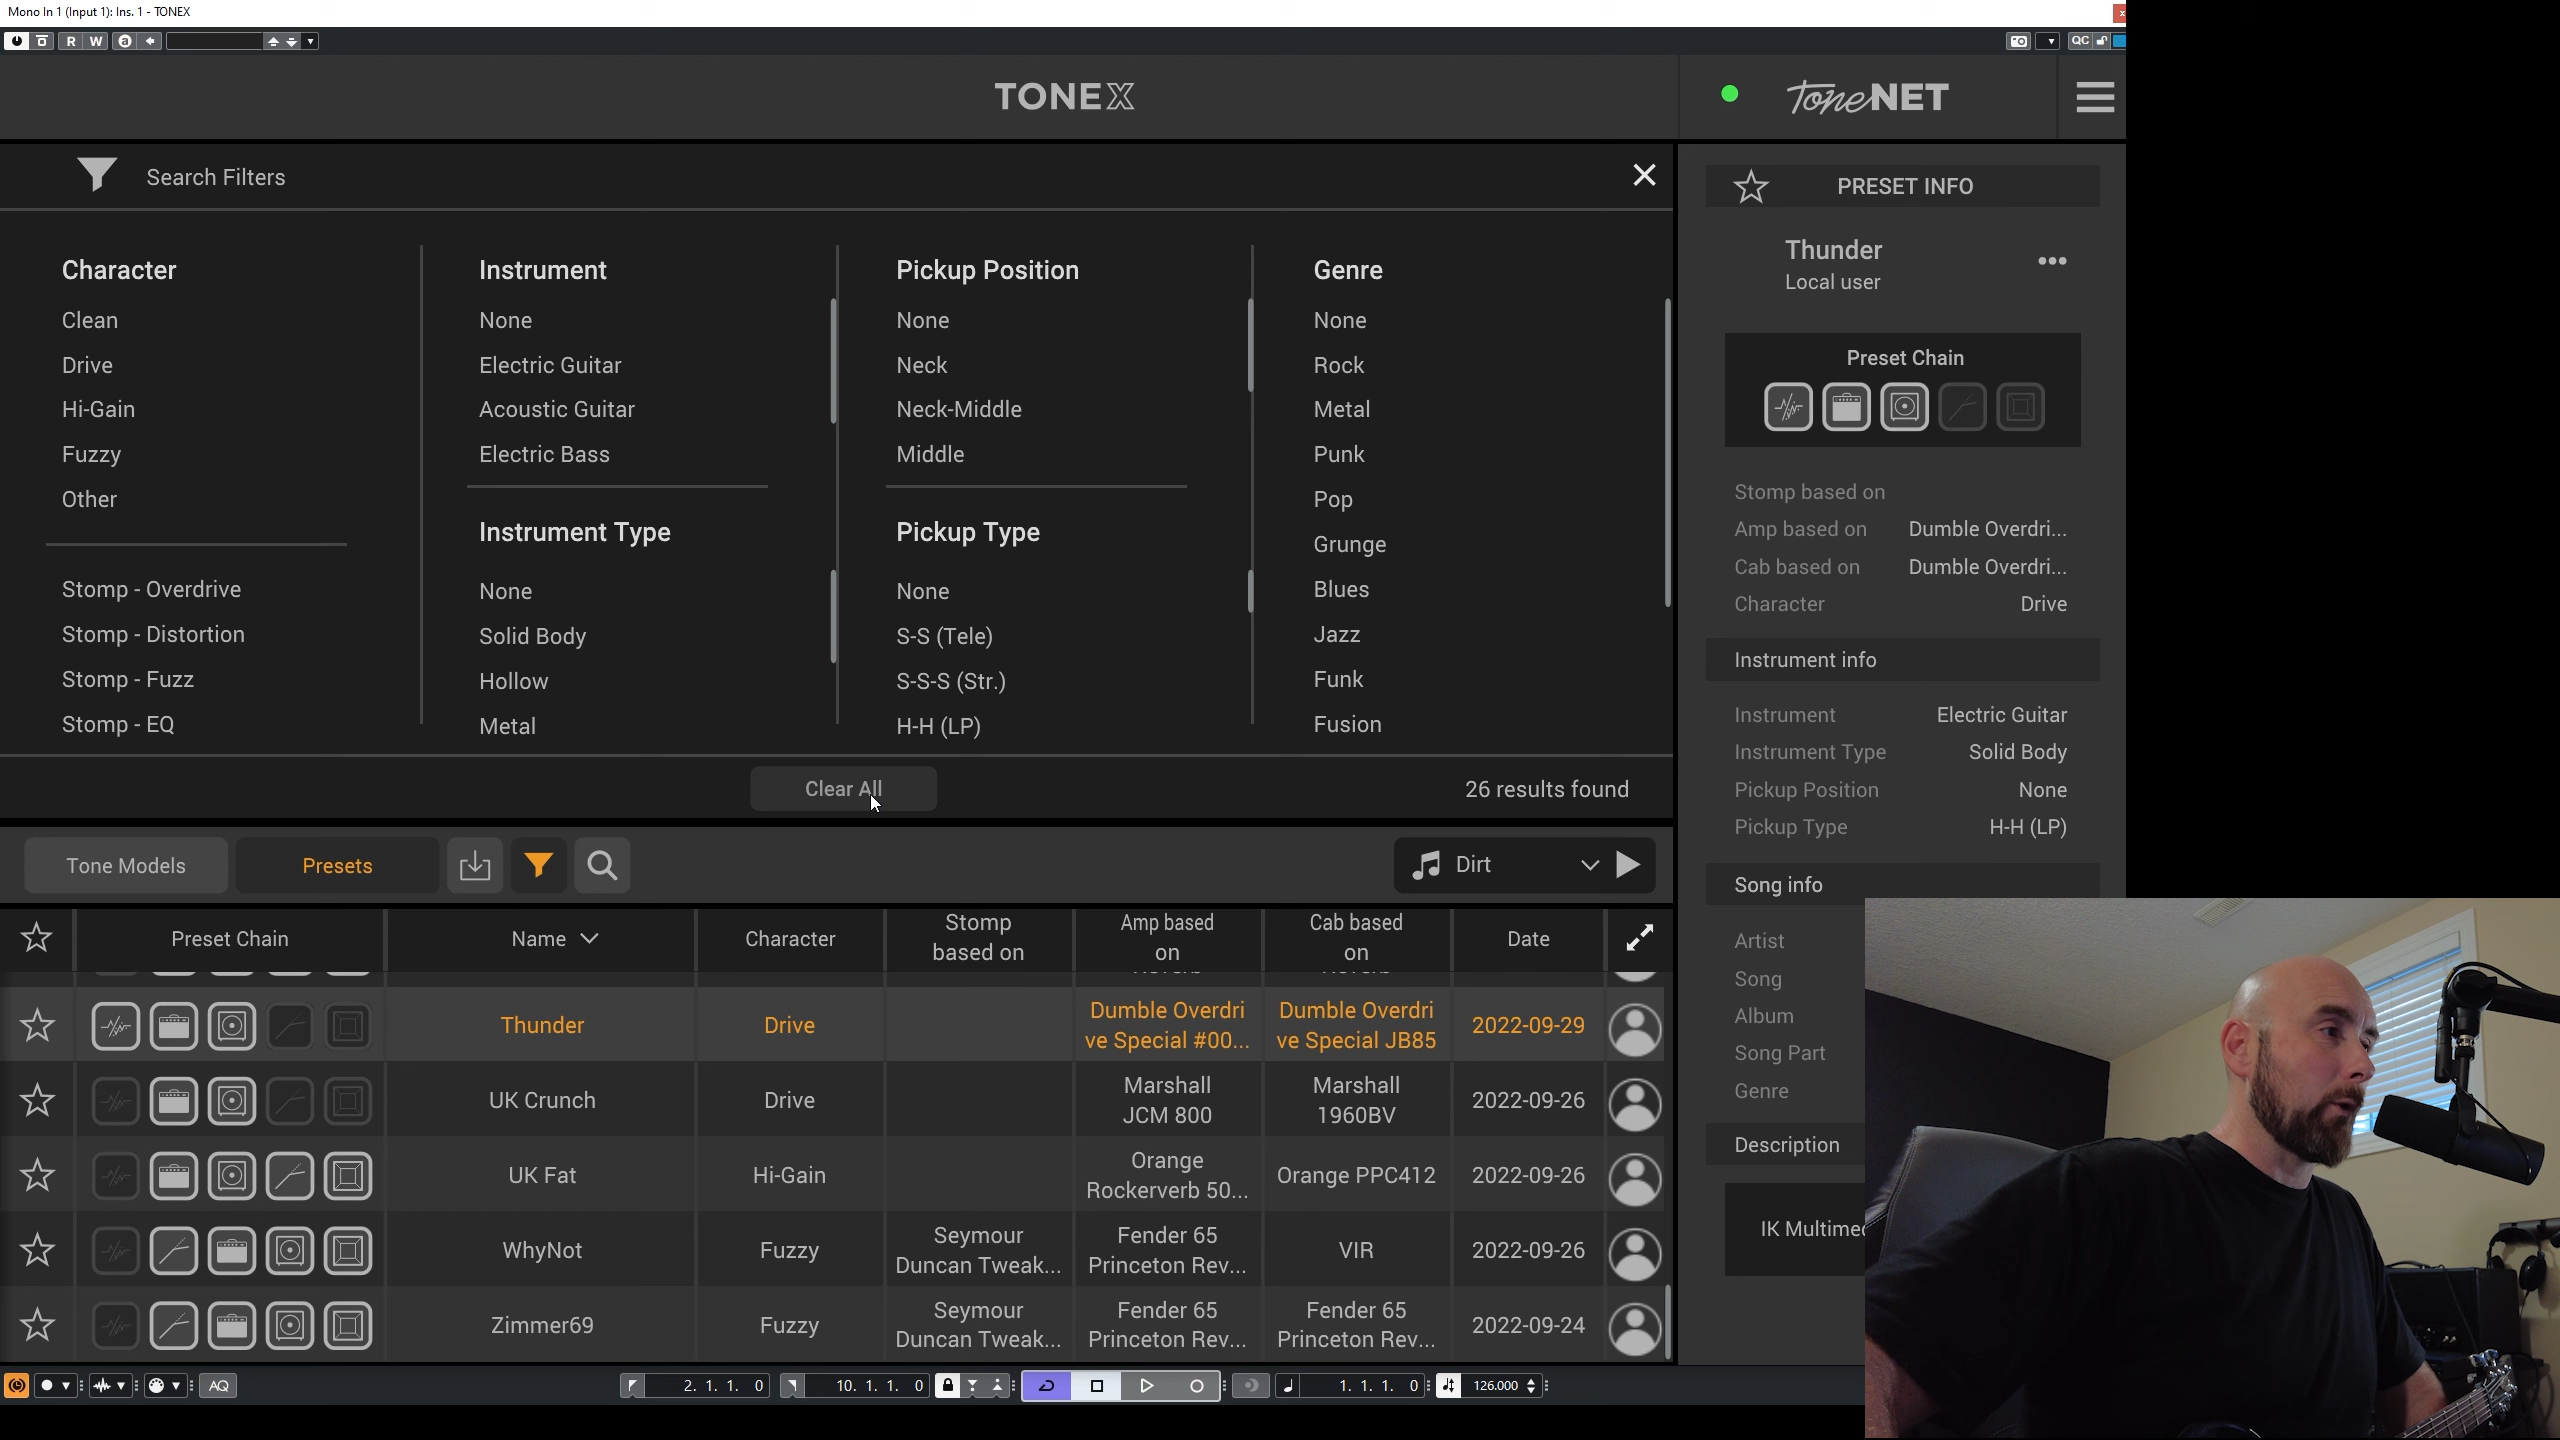 Mono In 1 (Input 1): Ins. 1 - TONEX
R W a
QC
TONEX
toneNET
Search Filters
Character
Clean
Drive
Hi-Gain
Fuzzy
Other
Stomp - Overdrive
Stomp - Distortion
Stomp - Fuzz
Stomp - EQ
Instrument
None
Electric Guitar
Acoustic Guitar
Electric Bass
Instrument Type
None
Solid Body
Hollow
Metal
Pickup Position
None
Neck
Neck-Middle
Middle
Pickup Type
None
S-S (Tele)
S-S-S (Str.)
H-H (LP)
Genre
None
Rock
Metal
Punk
Pop
Grunge
Blues
Jazz
Funk
Fusion
Clear All
26 results found
PRESET INFO
Thunder
Local user
Preset Chain
Stomp based on
Amp based on Dumble Overdri...
Cab based on Dumble Overdri...
Character Drive
Instrument info
Instrument Electric Guitar
Instrument Type Solid Body
Pickup Position None
Pickup Type H-H (LP)
Song info
Artist
Song
Album
Song Part
Genre
Description
Tone Models
Presets
Dirt
Preset Chain
Name
Character
Stomp
based on
Amp based
on
Cab based
on
Date
Thunder
Drive
Dumble Overdri
ve Special #00...
Dumble Overdri
ve Special JB85
2022-09-29
UK Crunch
Drive
Marshall
JCM 800
Marshall
1960BV
2022-09-26
UK Fat
Hi-Gain
Orange
Rockerverb 50...
Orange PPC412
2022-09-26
WhyNot
Fuzzy
Seymour
Duncan Tweak...
Fender 65
Princeton Rev...
VIR
2022-09-26
Zimmer69
Fuzzy
Seymour
Duncan Tweak...
Fender 65
Princeton Rev...
Fender 65
Princeton Rev...
2022-09-24
AQ
2. 1. 1. 0
10. 1. 1. 0
1. 1. 1. 0
126.000